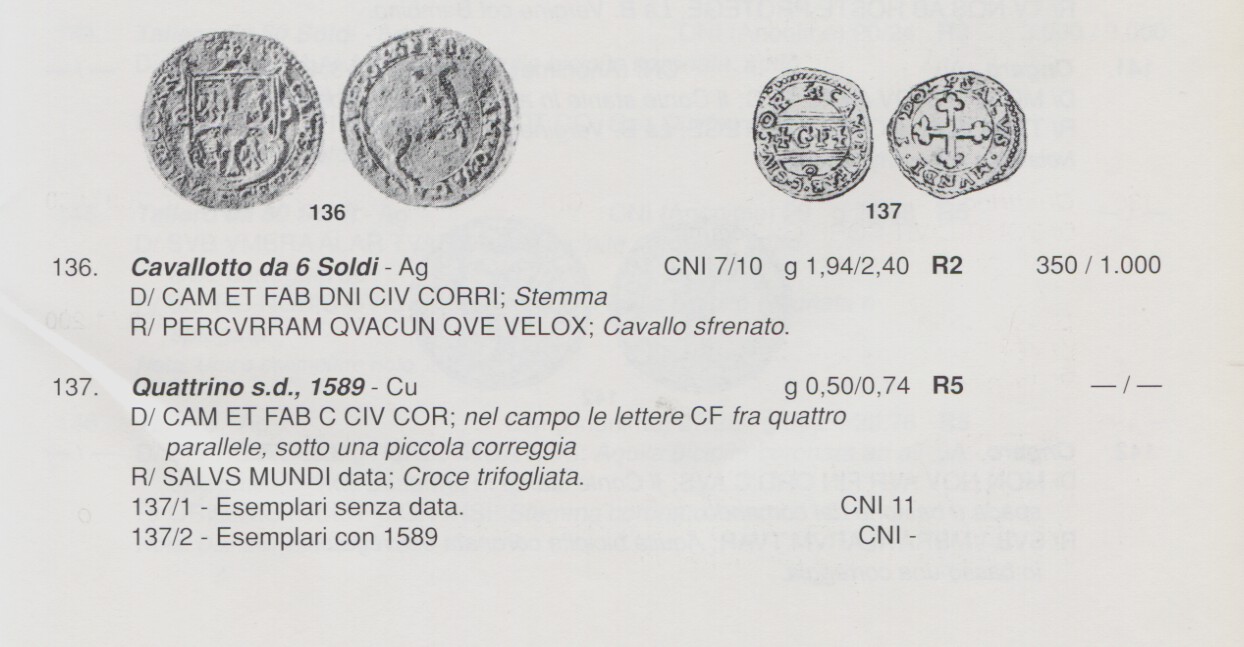 136
137
136. Cavallotto da 6 Soldi - Ag CNI 7/10 g 1,94/2,40 R2 350 / 1.000
D/ CAM ET FAB DNI CIV CORRI; Stemma
R/ PERCVRRAM QVACUN QVE VELOX; Cavallo sfrenato.
137. Quattrino s.d., 1589 - Cu g 0,50/0,74 R5 — / —
D/ CAM ET FAB C CIV COR; nel campo le lettere CF fra quattro
parallele, sotto una piccola correggia
R/ SALVS MUNDI data; Croce trifogliata.
137/1 - Esemplari senza data. CNI 11
137/2 - Esemplari con 1589 CNI -